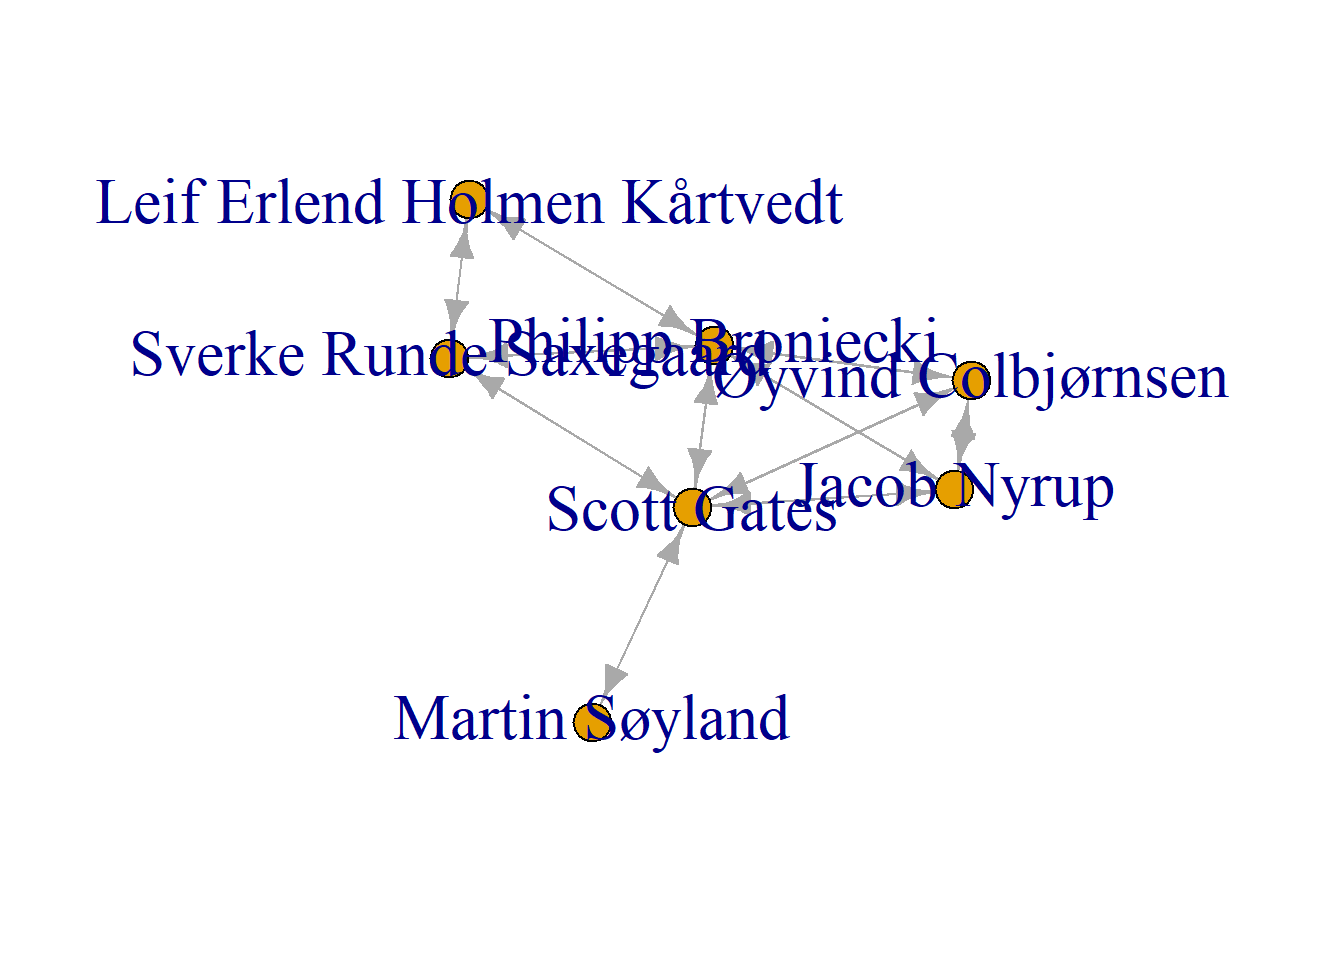 Leif Erlend Holmen Kårtvedt
Philipp Broniecki
Sverke Runde Saxegaard
Øyvind Colbjørnsen
Jacob Nyrup
Scott Gates
Martin Søyland